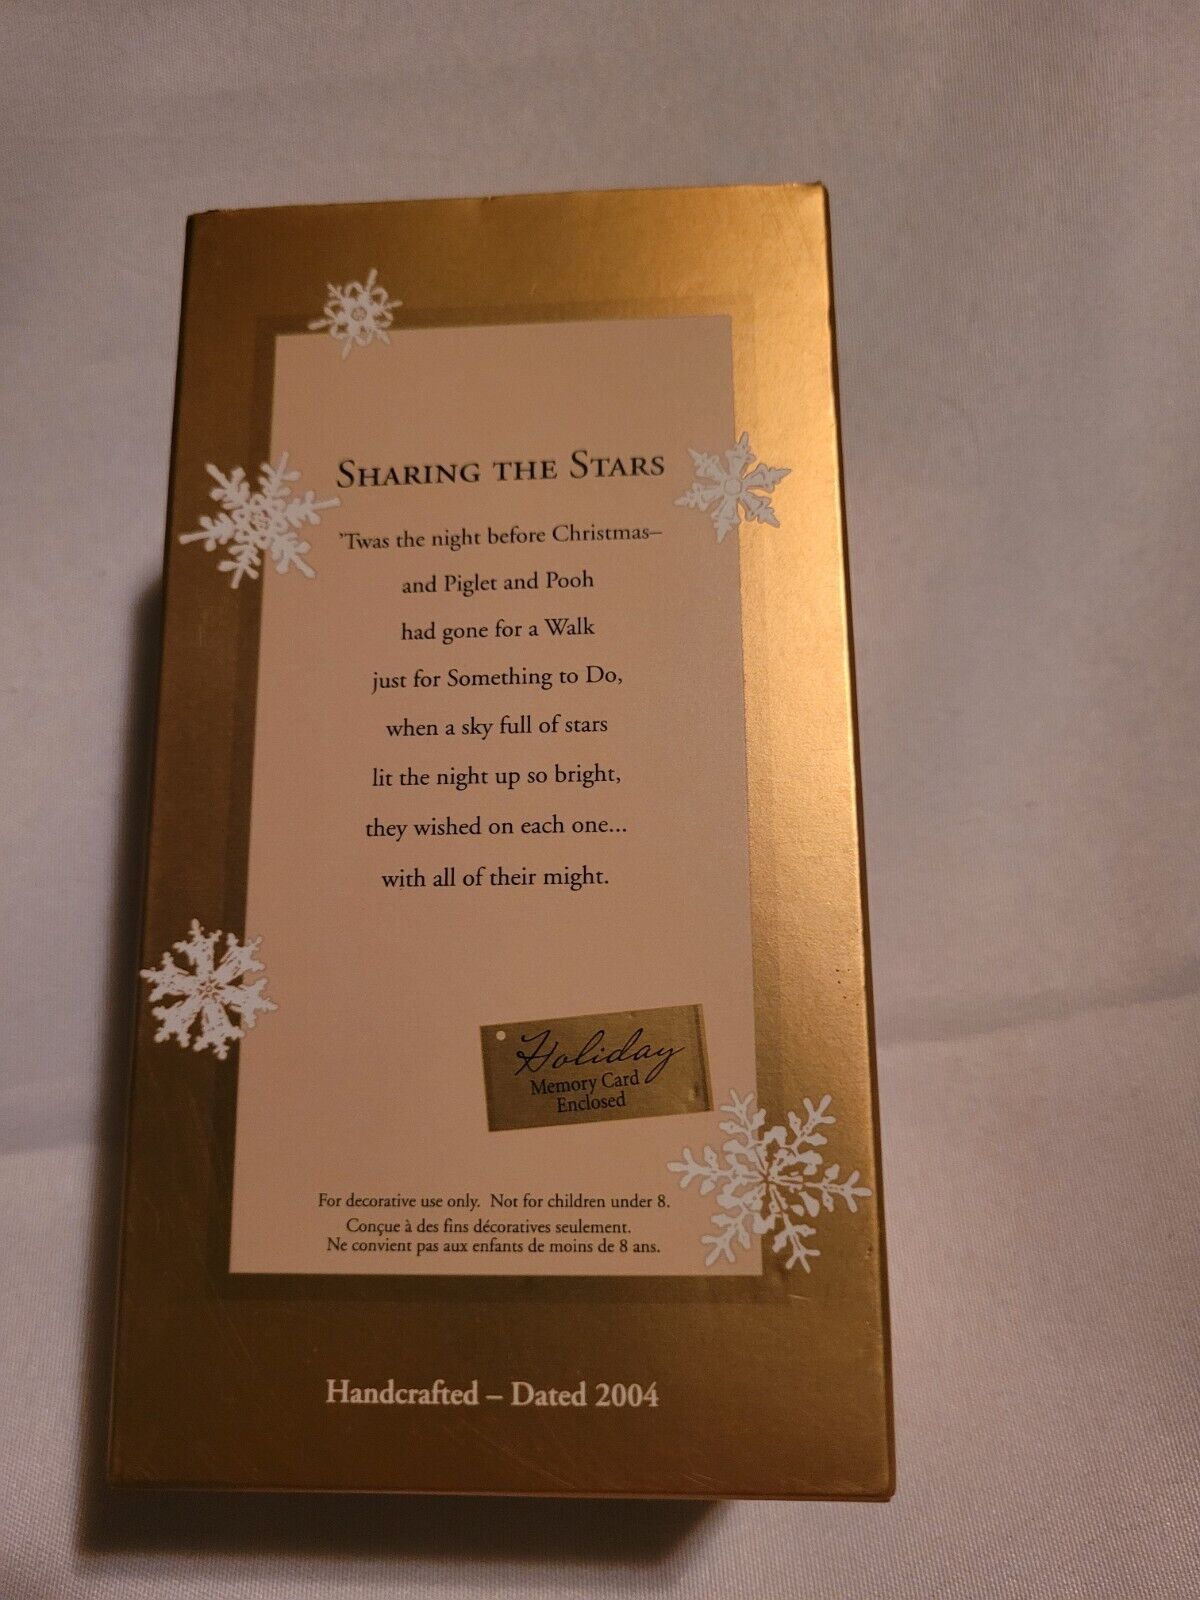 SHARING THE STARS
’Twas the night before Christmas–
and Piglet and Pooh
had gone for a Walk
just for Something to Do,
when a sky full of stars
lit the night up so bright,
they wished on each one...
with all of their might.
Holiday
Memory Card
Enclosed
For decorative use only. Not for children under 8.
Conçue à des fins décoratives seulement.
Ne convient pas aux enfants de moins de 8 ans.
Handcrafted – Dated 2004